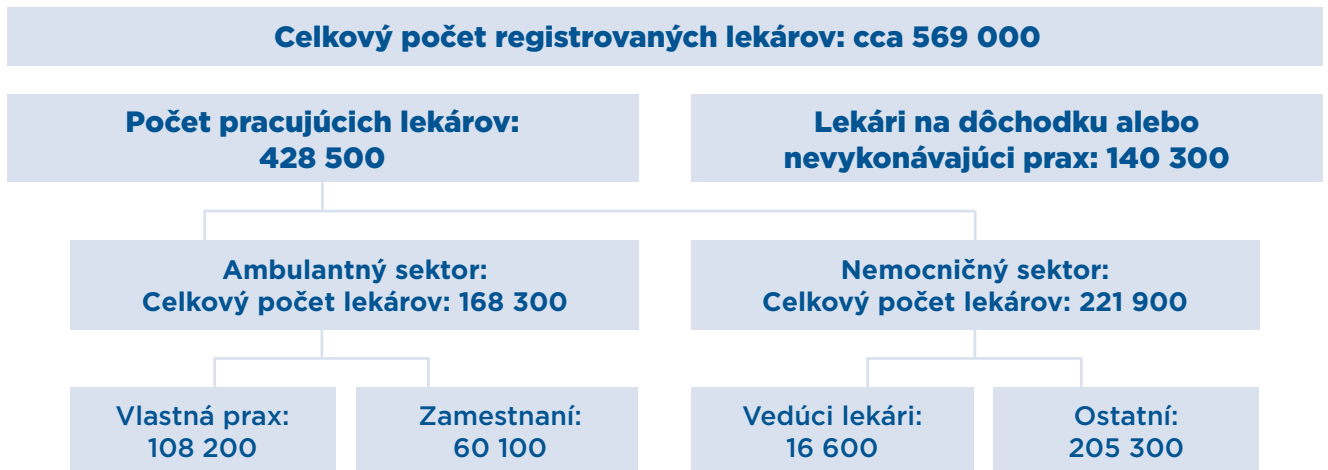 Celkový počet registrovaných lekárov: cca 569 000
Počet pracujúcich lekárov:
428 500
Lekári na dôchodku alebo
nevykonávajúci prax: 140 300
Ambulantný sektor:
Celkový počet lekárov: 168 300
Nemocničný sektor:
Celkový počet lekárov: 221 900
Vlastná prax:
108 200
Zamestnaní:
60 100
Vedúci lekári:
16 600
Ostatní:
205 300